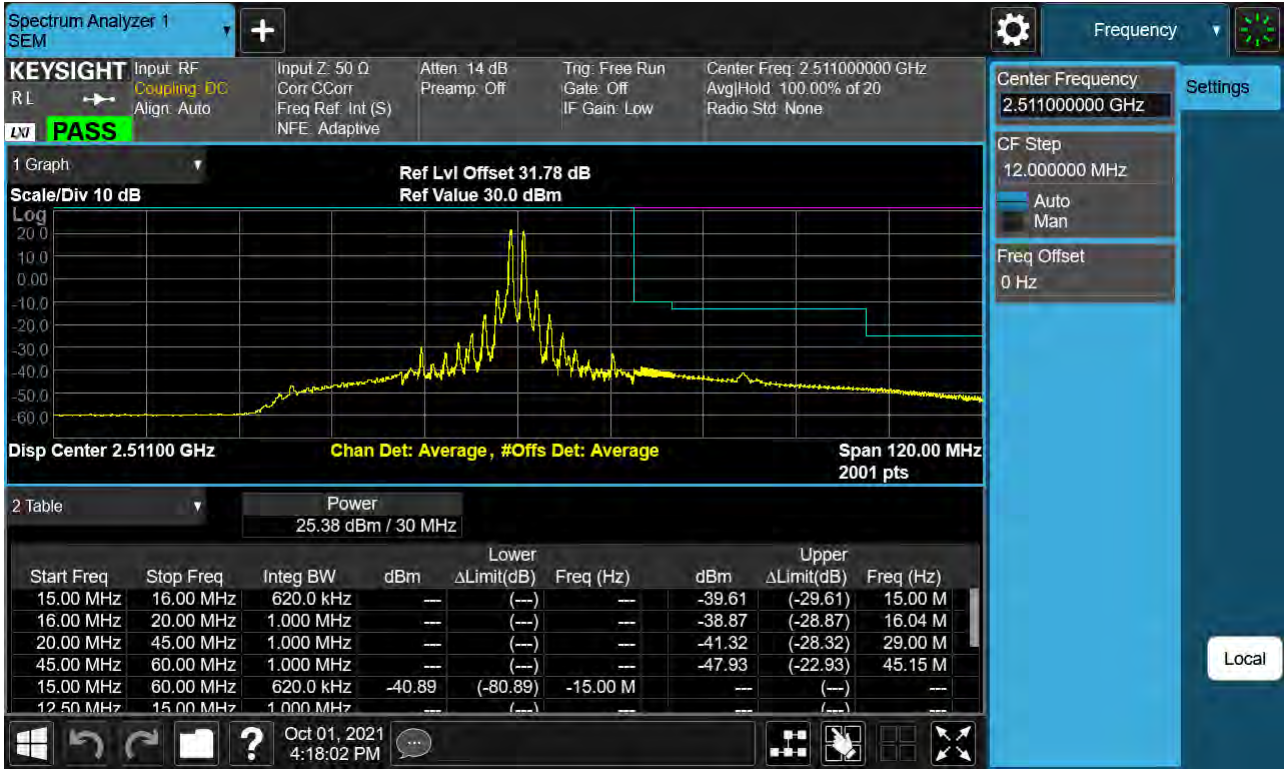 Spectrum Analyzer 1
SEM
+
Frequency
KEYSIGHT
RL
LXI
PASS
Input: RF
Coupling: DC
Align: Auto
Input Z: 50 Ω
Corr CCorr
Freq Ref: Int (S)
NFE: Adaptive
Atten: 14 dB
Preamp: Off
Trig: Free Run
Gate: Off
IF Gain: Low
Center Freq: 2.511000000 GHz
Avg|Hold: 100.00% of 20
Radio Std: None
Center Frequency
2.511000000 GHz
Settings
CF Step
12.000000 MHz
Auto
Man
Freq Offset
0 Hz
1 Graph
Scale/Div 10 dB
Ref Lvl Offset 31.78 dB
Ref Value 30.0 dBm
Log
20.0
10.0
0.00
-10.0
-20.0
-30.0
-40.0
-50.0
-60.0
Disp Center 2.51100 GHz
Chan Det: Average , #Offs Det: Average
Span 120.00 MHz
2001 pts
2 Table
Power
25.38 dBm / 30 MHz
Lower Upper
Start Freq Stop Freq Integ BW dBm ΔLimit(dB) Freq (Hz) dBm ΔLimit(dB) Freq (Hz)
15.00 MHz 16.00 MHz 620.0 kHz --- (---) --- -39.61 (-29.61) 15.00 M
16.00 MHz 20.00 MHz 1.000 MHz --- (---) --- -38.87 (-28.87) 16.04 M
20.00 MHz 45.00 MHz 1.000 MHz --- (---) --- -41.32 (-28.32) 29.00 M
45.00 MHz 60.00 MHz 1.000 MHz --- (---) --- -47.93 (-22.93) 45.15 M
15.00 MHz 60.00 MHz 620.0 kHz -40.89 (-80.89) -15.00 M --- (---) ---
12.50 MHz 15.00 MHz 1.000 MHz --- (---) --- --- (---) ---
Local
?
Oct 01, 2021
4:18:02 PM